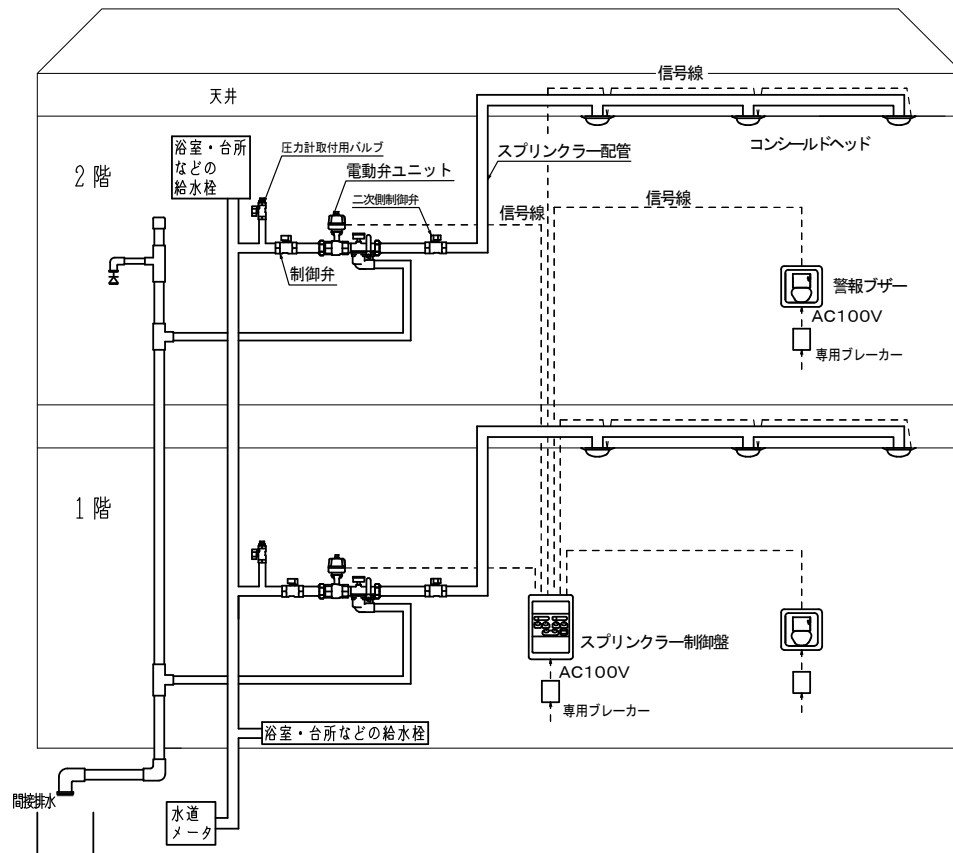 信号線
天井
圧力計取付用バルブ
浴室・台所
などの
給水栓
スプリンクラー配管
コンシールドヘッド
2階
電動弁ユニット
二次側制御弁
信号線
信号線
制御弁
警報ブザー
AC100V
専用ブレーカー
1階
スプリンクラー制御盤
AC100V
専用ブレーカー
浴室・台所などの給水栓
間接排水
水道
メータ